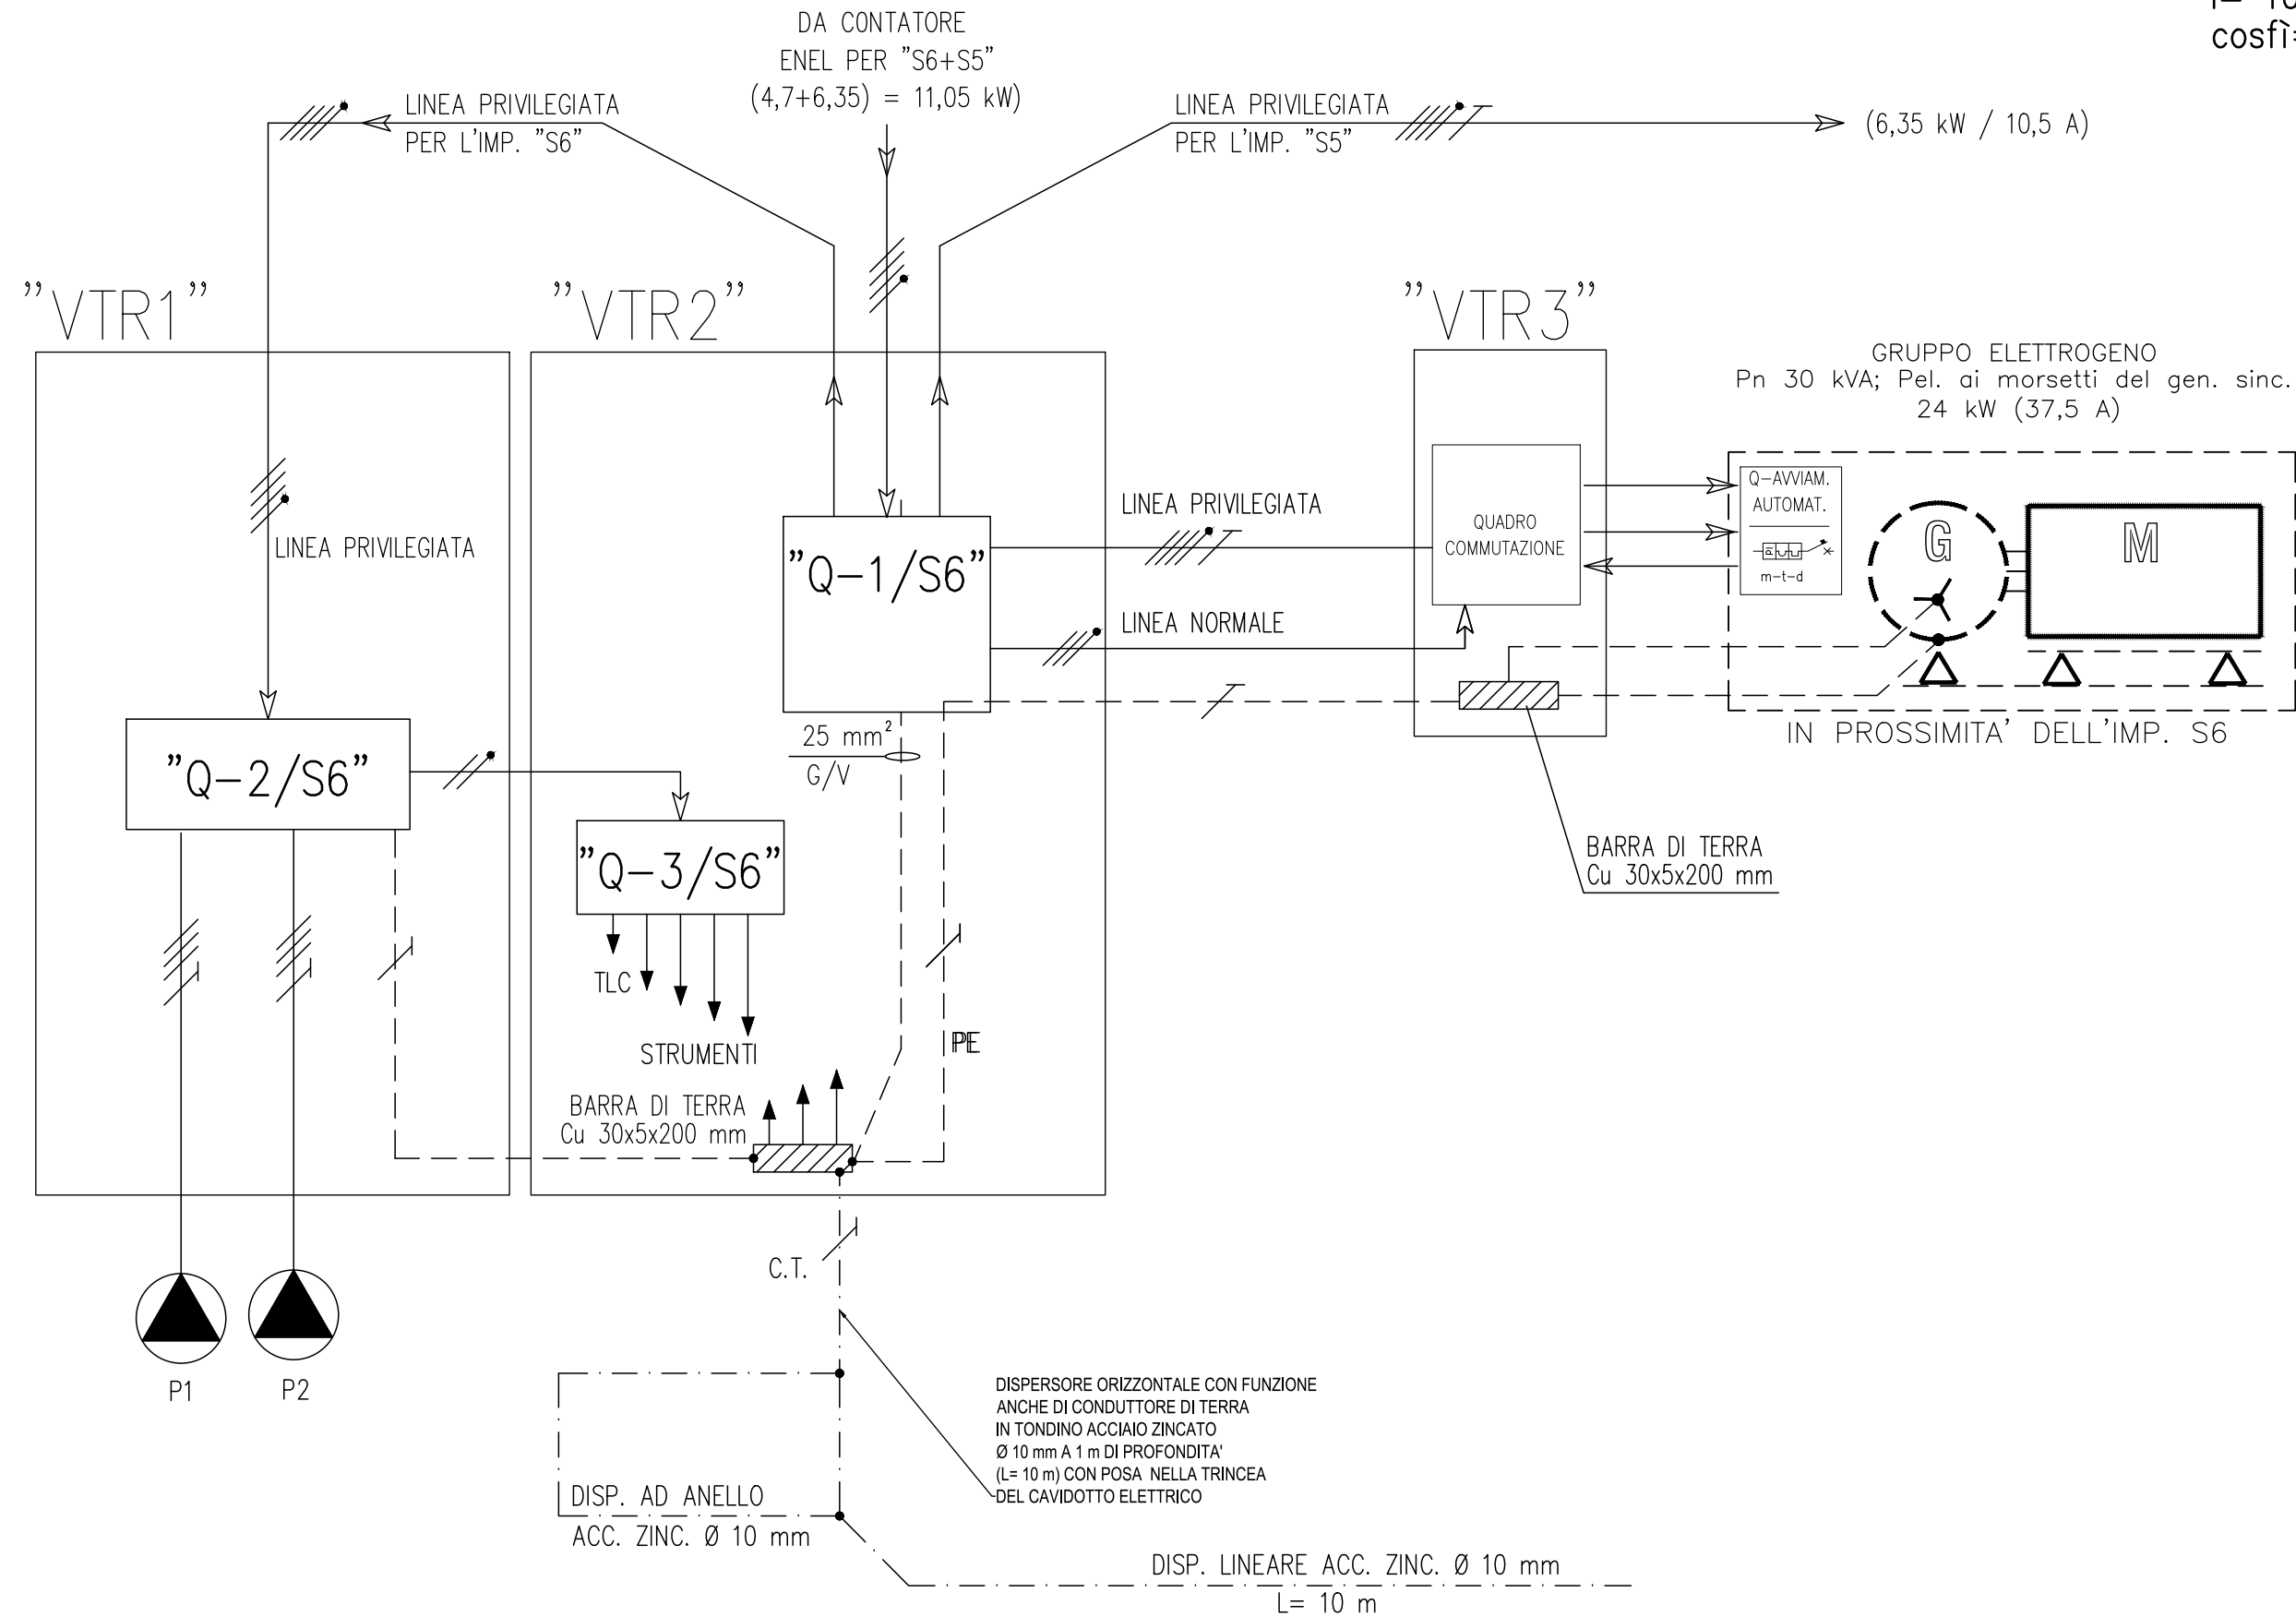 DA CONTATORE
ENEL PER "S6+S5"
(4,7+6,35) = 11,05 kW)
cosfì
LINEA PRIVILEGIATA
PER L'IMP. "S6"
LINEA PRIVILEGIATA
PER L'IMP. "S5"
(6,35 kW / 10,5 A)
"VTR1"
"VTR2"
"VTR3"
GRUPPO ELETTROGENO
Pn 30 kVA; Pel. ai morsetti del gen. sinc.
24 kW (37,5 A)
LINEA PRIVILEGIATA
"Q-1/S6"
LINEA PRIVILEGIATA
LINEA NORMALE
QUADRO
COMMUTAZIONE
Q-AVVIAM.
AUTOMAT.
m-t-d
G
M
IN PROSSIMITA' DELL'IMP. S6
25 mm²
G/V
"Q-2/S6"
"Q-3/S6"
BARRA DI TERRA
Cu 30x5x200 mm
TLC
STRUMENTI
PE
BARRA DI TERRA
Cu 30x5x200 mm
C.T.
P1
P2
DISPERSORE ORIZZONTALE CON FUNZIONE
ANCHE DI CONDUTTORE DI TERRA
IN TONDINO ACCIAIO ZINCATO
Ø 10 mm A 1 m DI PROFONDITA'
(L= 10 m) CON POSA NELLA TRINCEA
DEL CAVIDOTTO ELETTRICO
DISP. AD ANELLO
ACC. ZINC. Ø 10 mm
DISP. LINEARE ACC. ZINC. Ø 10 mm
L= 10 m